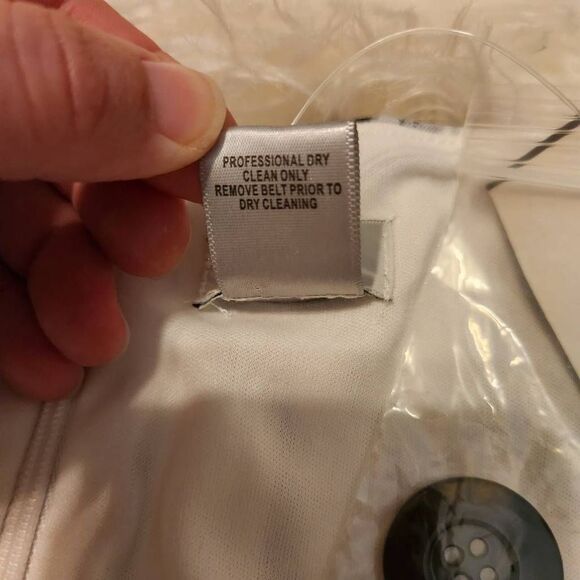 PROFESSIONAL DRY
CLEAN ONLY
REMOVE BELT PRIOR TO
DRY CLEANING